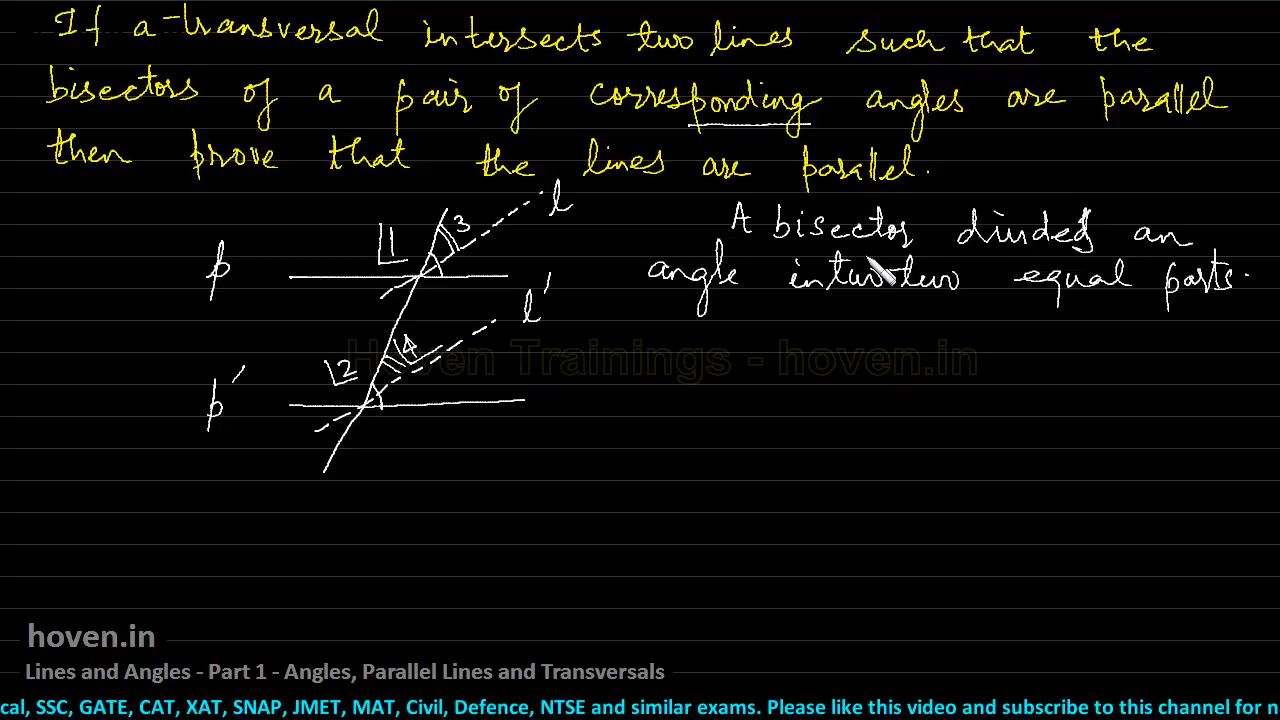 If a transversal intersects two lines such that the
bisectors of a pair of corresponding angles are parallel
then prove that the lines are parallel.
l
3
∠1
A bisector divides an
p
angle into two equal parts.
l'
∠4
∠2
Hoven Trainings - hoven.in
p'
hoven.in
Lines and Angles - Part 1 - Angles, Parallel Lines and Transversals
cal, SSC, GATE, CAT, XAT, SNAP, JMET, MAT, Civil, Defence, NTSE and similar exams. Please like this video and subscribe to this channel for n